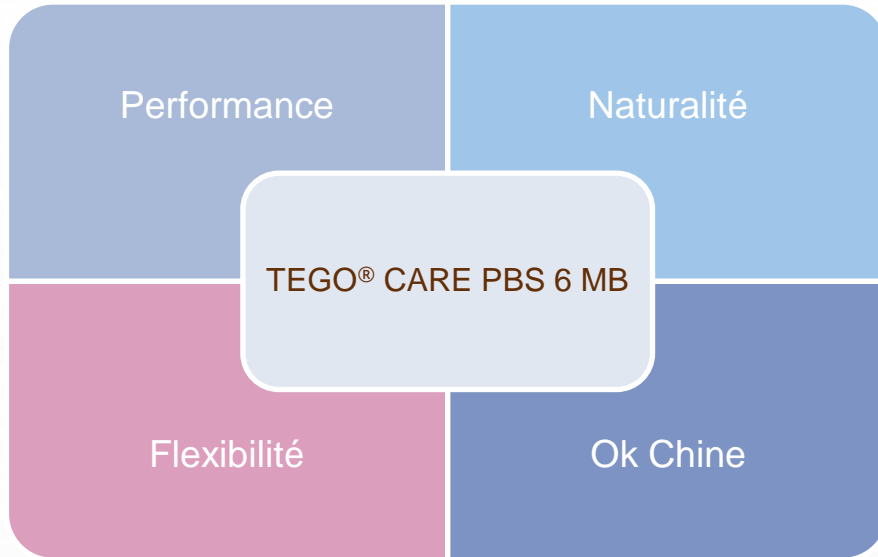 Performance
Naturalité
TEGO® CARE PBS 6 MB
Flexibilité
Ok Chine